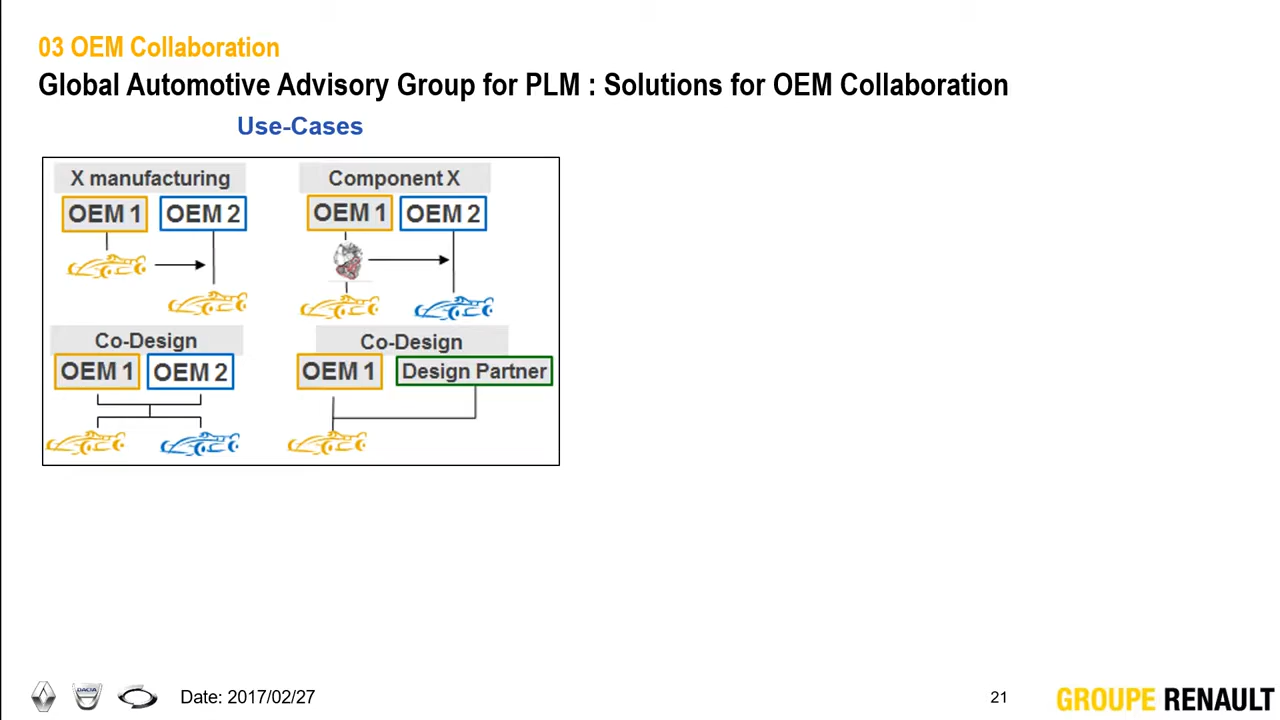 03 OEM Collaboration
Global Automotive Advisory Group for PLM : Solutions for OEM Collaboration
Use-Cases
X manufacturing
OEM 1 OEM 2
Component X
OEM 1 OEM 2
Co-Design
OEM 1 OEM 2
Co-Design
OEM 1 Design Partner
DACIA
Date: 2017/02/27
21
GROUPE RENAULT